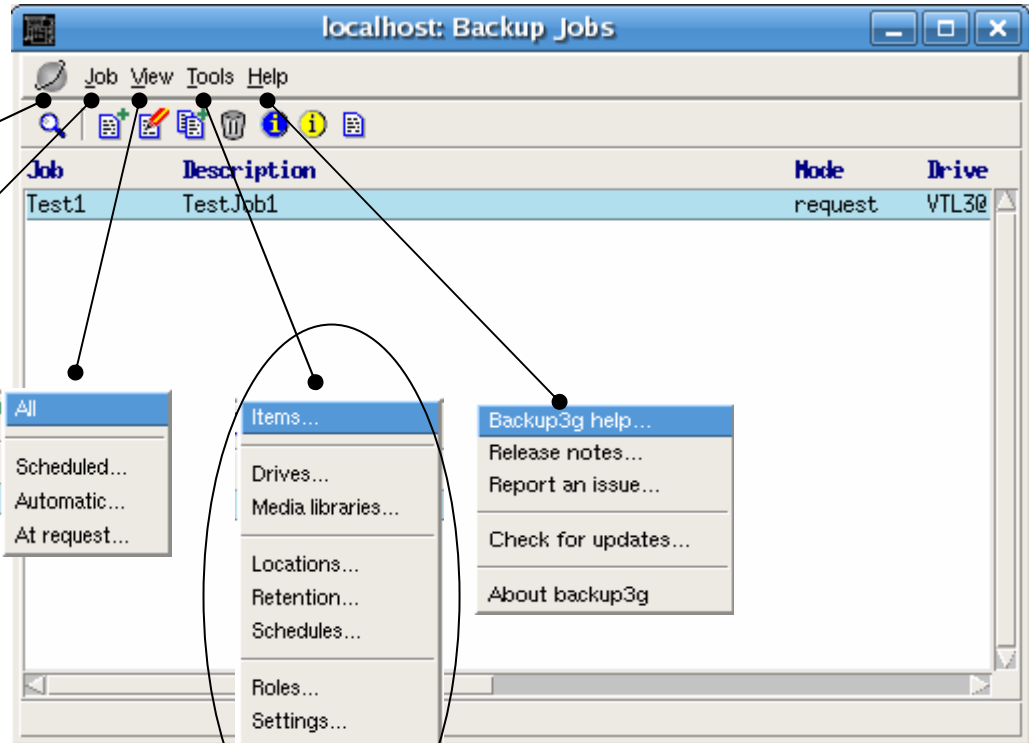 localhost: Backup Jobs
Job View Tools Help
Job Description Mode Drive
Test1 TestJob1 request VTL3@
All
Scheduled...
Automatic...
At request...
Items...
Drives...
Media libraries...
Locations...
Retention...
Schedules...
Roles...
Settings...
Backup3g help...
Release notes...
Report an issue...
Check for updates...
About backup3g